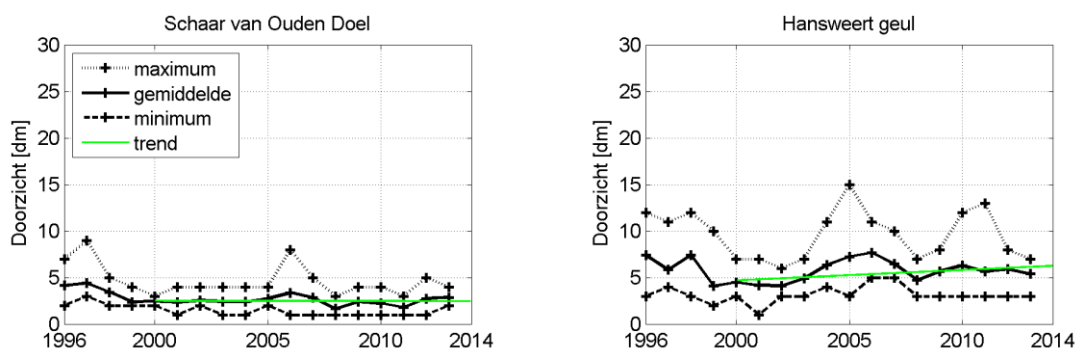 Schaar van Ouden Doel
Doorzicht [dm]
30
25
20
15
10
5
0
maximum
gemiddelde
minimum
trend
1996 2000 2005 2010 2014
Hansweert geul
Doorzicht [dm]
30
25
20
15
10
5
0
1996 2000 2005 2010 2014